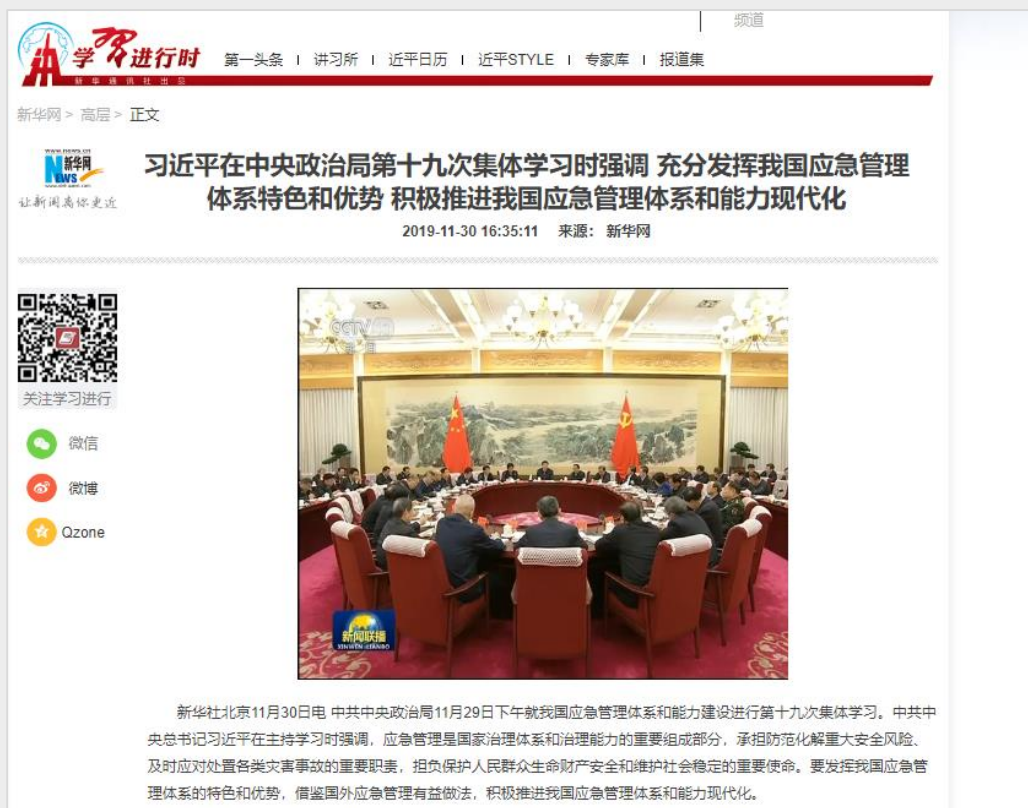 频道
学习进行时
新华通讯社出品
第一头条 | 讲习所 | 近平日历 | 近平STYLE | 专家库 | 报道集
新华网 > 高层 > 正文
www.news.cn
新华网
NEWS
让新闻离你更近
习近平在中央政治局第十九次集体学习时强调 充分发挥我国应急管理
体系特色和优势 积极推进我国应急管理体系和能力现代化
2019-11-30 16:35:11 来源： 新华网
CCTV
关注学习进行
微信
微博
Qzone
新闻联播
XINWEN LIANBO
新华社北京11月30日电 中共中央政治局11月29日下午就我国应急管理体系和能力建设进行第十九次集体学习。中共中
央总书记习近平在主持学习时强调，应急管理是国家治理体系和治理能力的重要组成部分，承担防范化解重大安全风险、
及时应对处置各类灾害事故的重要职责，担负保护人民群众生命财产安全和维护社会稳定的重要使命。要发挥我国应急管
理体系的特色和优势，借鉴国外应急管理有益做法，积极推进我国应急管理体系和能力现代化。